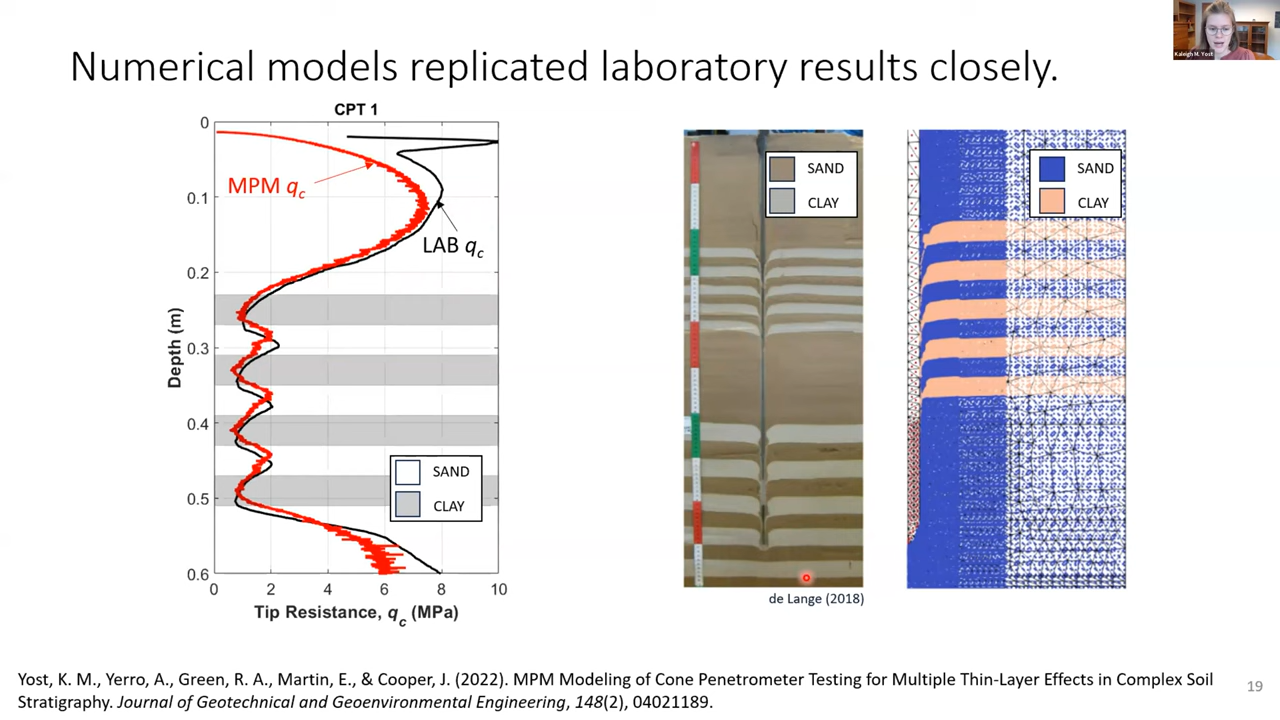 Numerical models replicated laboratory results closely.
Kaleigh M. Yost
CPT 1
0
0.1
0.2
0.3
0.4
0.5
0.6
Depth (m)
MPM qc
LAB qc
SAND
CLAY
0 2 4 6 8 10
Tip Resistance, qc (MPa)
SAND
CLAY
de Lange (2018)
SAND
CLAY
Yost, K. M., Yerro, A., Green, R. A., Martin, E., & Cooper, J. (2022). MPM Modeling of Cone Penetrometer Testing for Multiple Thin-Layer Effects in Complex Soil
Stratigraphy. Journal of Geotechnical and Geoenvironmental Engineering, 148(2), 04021189.
19